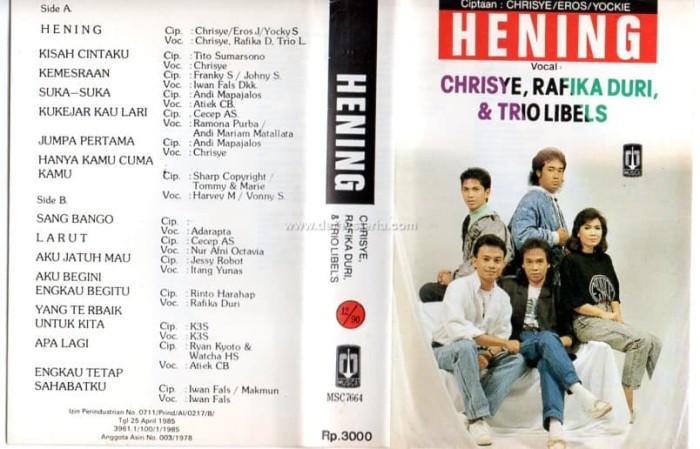 Side A.
HENING
Cip. : Chrisye/Eros J/Yocky S
Voc. : Chrisye, Rafika D, Trio L.
KISAH CINTAKU
Cip. : Tito Sumarsono
Voc. : Chrisye
KEMESRAAN
Cip. : Franky S / Johny S.
Voc. : Iwan Fals Dkk.
SUKA-SUKA
Cip. : Andi Mapajalos
Voc. : Atiek CB.
KUKEJAR KAU LARI
Cip. : Cecep AS.
Voc. : Ramona Purba /
Andi Mariam Matallata
JUMPA PERTAMA
Cip. : Andi Mapajalos
Voc. : Chrisye
HANYA KAMU CUMA
KAMU
Cip. : Sharp Copyright /
Tommy & Marie
Voc. : Harvey M / Vonny S.
Side B.
SANG BANGO
Cip. :
Voc. : Adarapta
LARUT
Cip. : Cecep AS
Voc. : Nur Afni Octavia
AKU JATUH MAU
Cip. : Jessy Robot
Voc. : Itang Yunas
AKU BEGINI
ENGKAU BEGITU
Cip. : Rinto Harahap
Voc. : Rafika Duri
YANG TERBAIK
UNTUK KITA
Cip. : K3S
Voc. : K3S
APA LAGI
Cip. : Ryan Kyoto &
Watcha HS
Voc. : Atiek CB
ENGKAU TETAP
SAHABATKU
Cip. : Iwan Fals / Makmun
Voc. : Iwan Fals
Izin Perindustrian No. 0711/Prind/AI/0217/B/
Tgl 25 April 1985
3961.1/100/1/1985
Anggota Asiri No. 003/1978
HENING
CHRISYE,
RAFIKA DURI,
& TRIO LIBELS
12/90
MUSICA
MSC 7664
Rp.3000
Ciptaan : CHRISYE/EROS/YOCKIE
HENING
Vocal :
CHRISYE, RAFIKA DURI,
& TRIO LIBELS
MUSICA